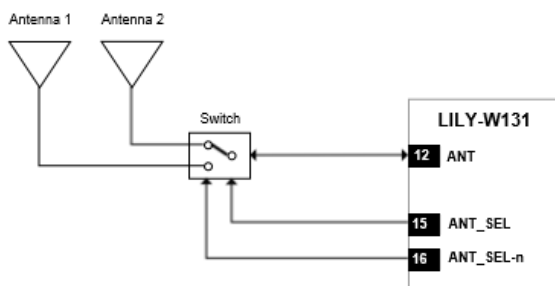 Antenna 1
Antenna 2
Switch
LILY-W131
12 ANT
15 ANT_SEL
16 ANT_SEL-n